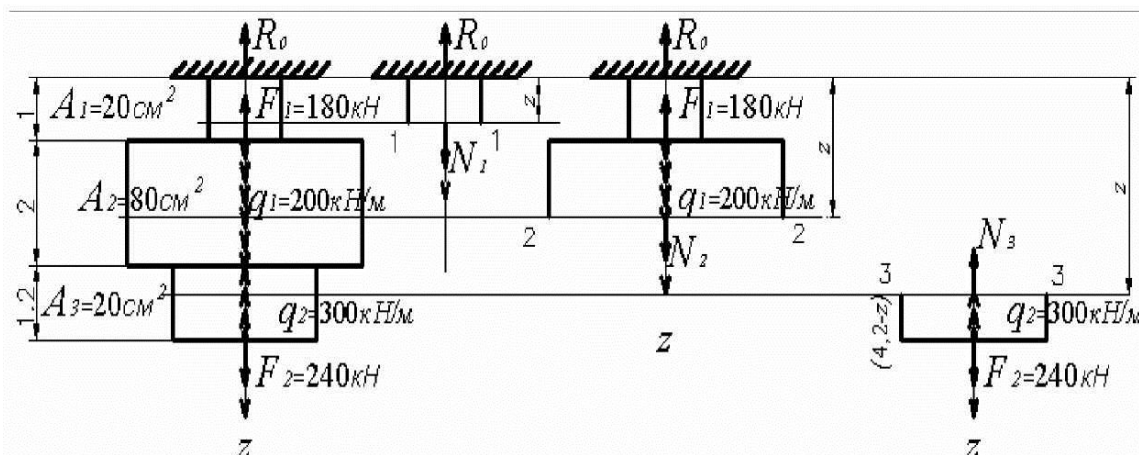 R₀ R₀ R₀
1 A₁=20см² F₁=180кН z F₁=180кН
1 1
N₁
2 A₂=80см² q₁=200кН/м q₁=200кН/м z z
2 2
N₂ N₃
1.2 A₃=20см² 3 3
q₂=300кН/м (4,2-z) q₂=300кН/м
z
F₂=240кН F₂=240кН
z z